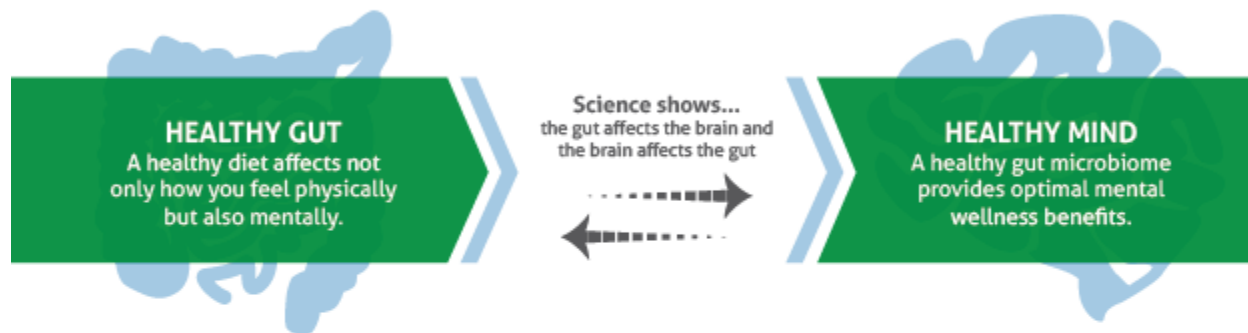 HEALTHY GUT
A healthy diet affects not
only how you feel physically
but also mentally.
Science shows...
the gut affects the brain and
the brain affects the gut
HEALTHY MIND
A healthy gut microbiome
provides optimal mental
wellness benefits.